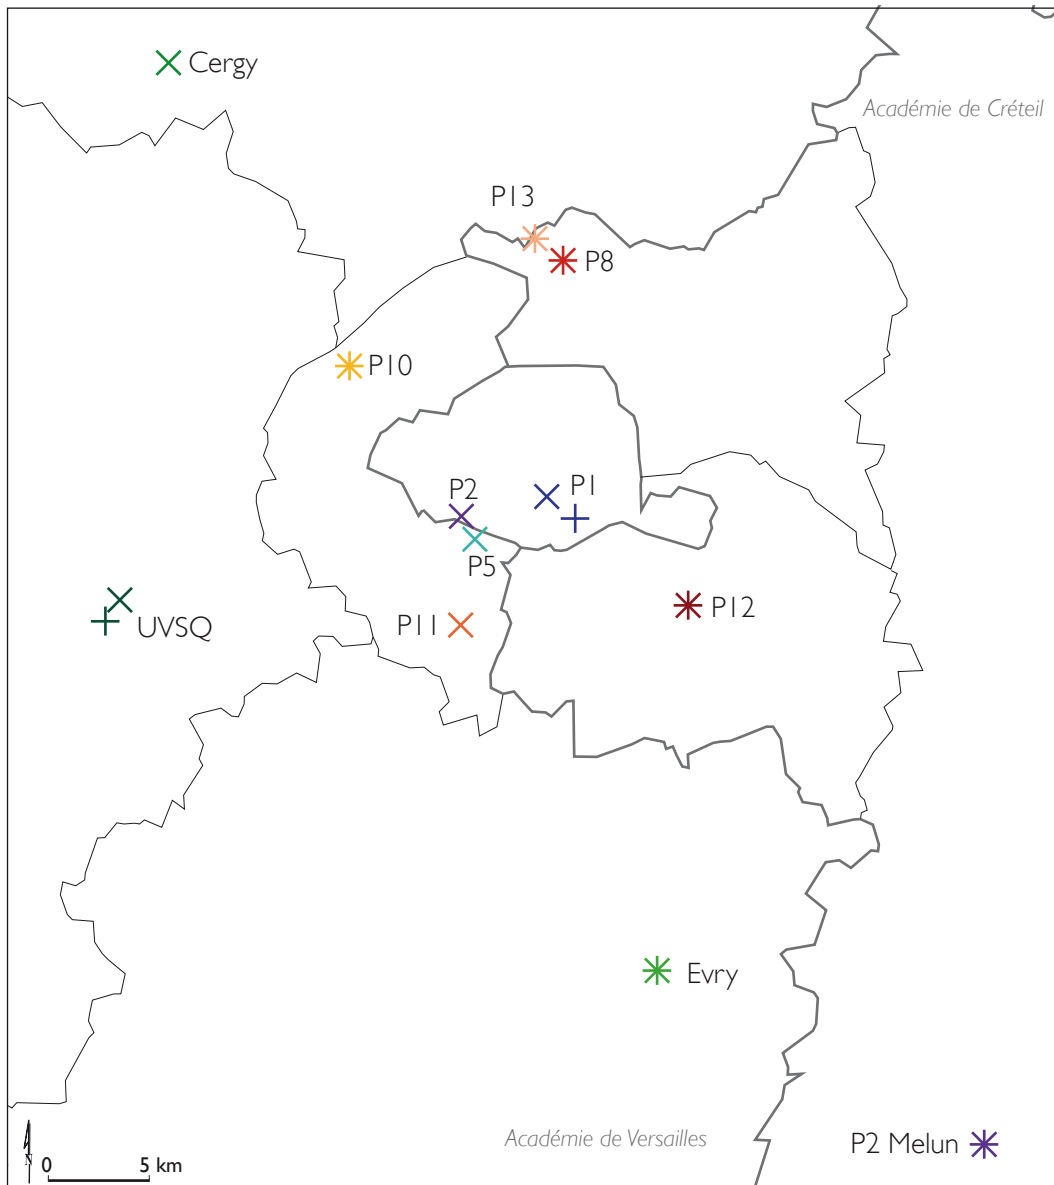 Cergy
Académie de Créteil
P13
P8
P10
P2
P1
P5
P12
P11
UVSQ
Evry
Académie de Versailles
P2 Melun
N
0 5 km